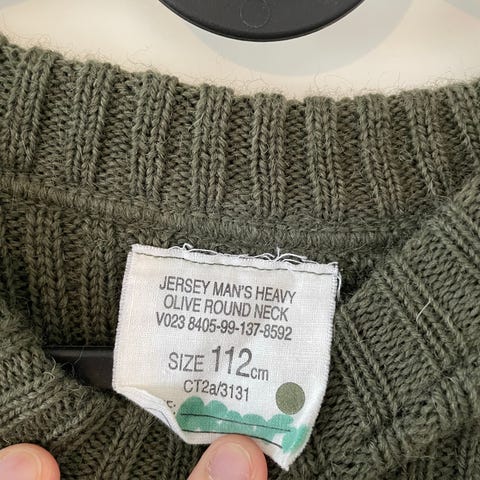 JERSEY MAN'S HEAVY
OLIVE ROUND NECK
V023 8405-99-137-8592
SIZE 112cm
CT2a/3131